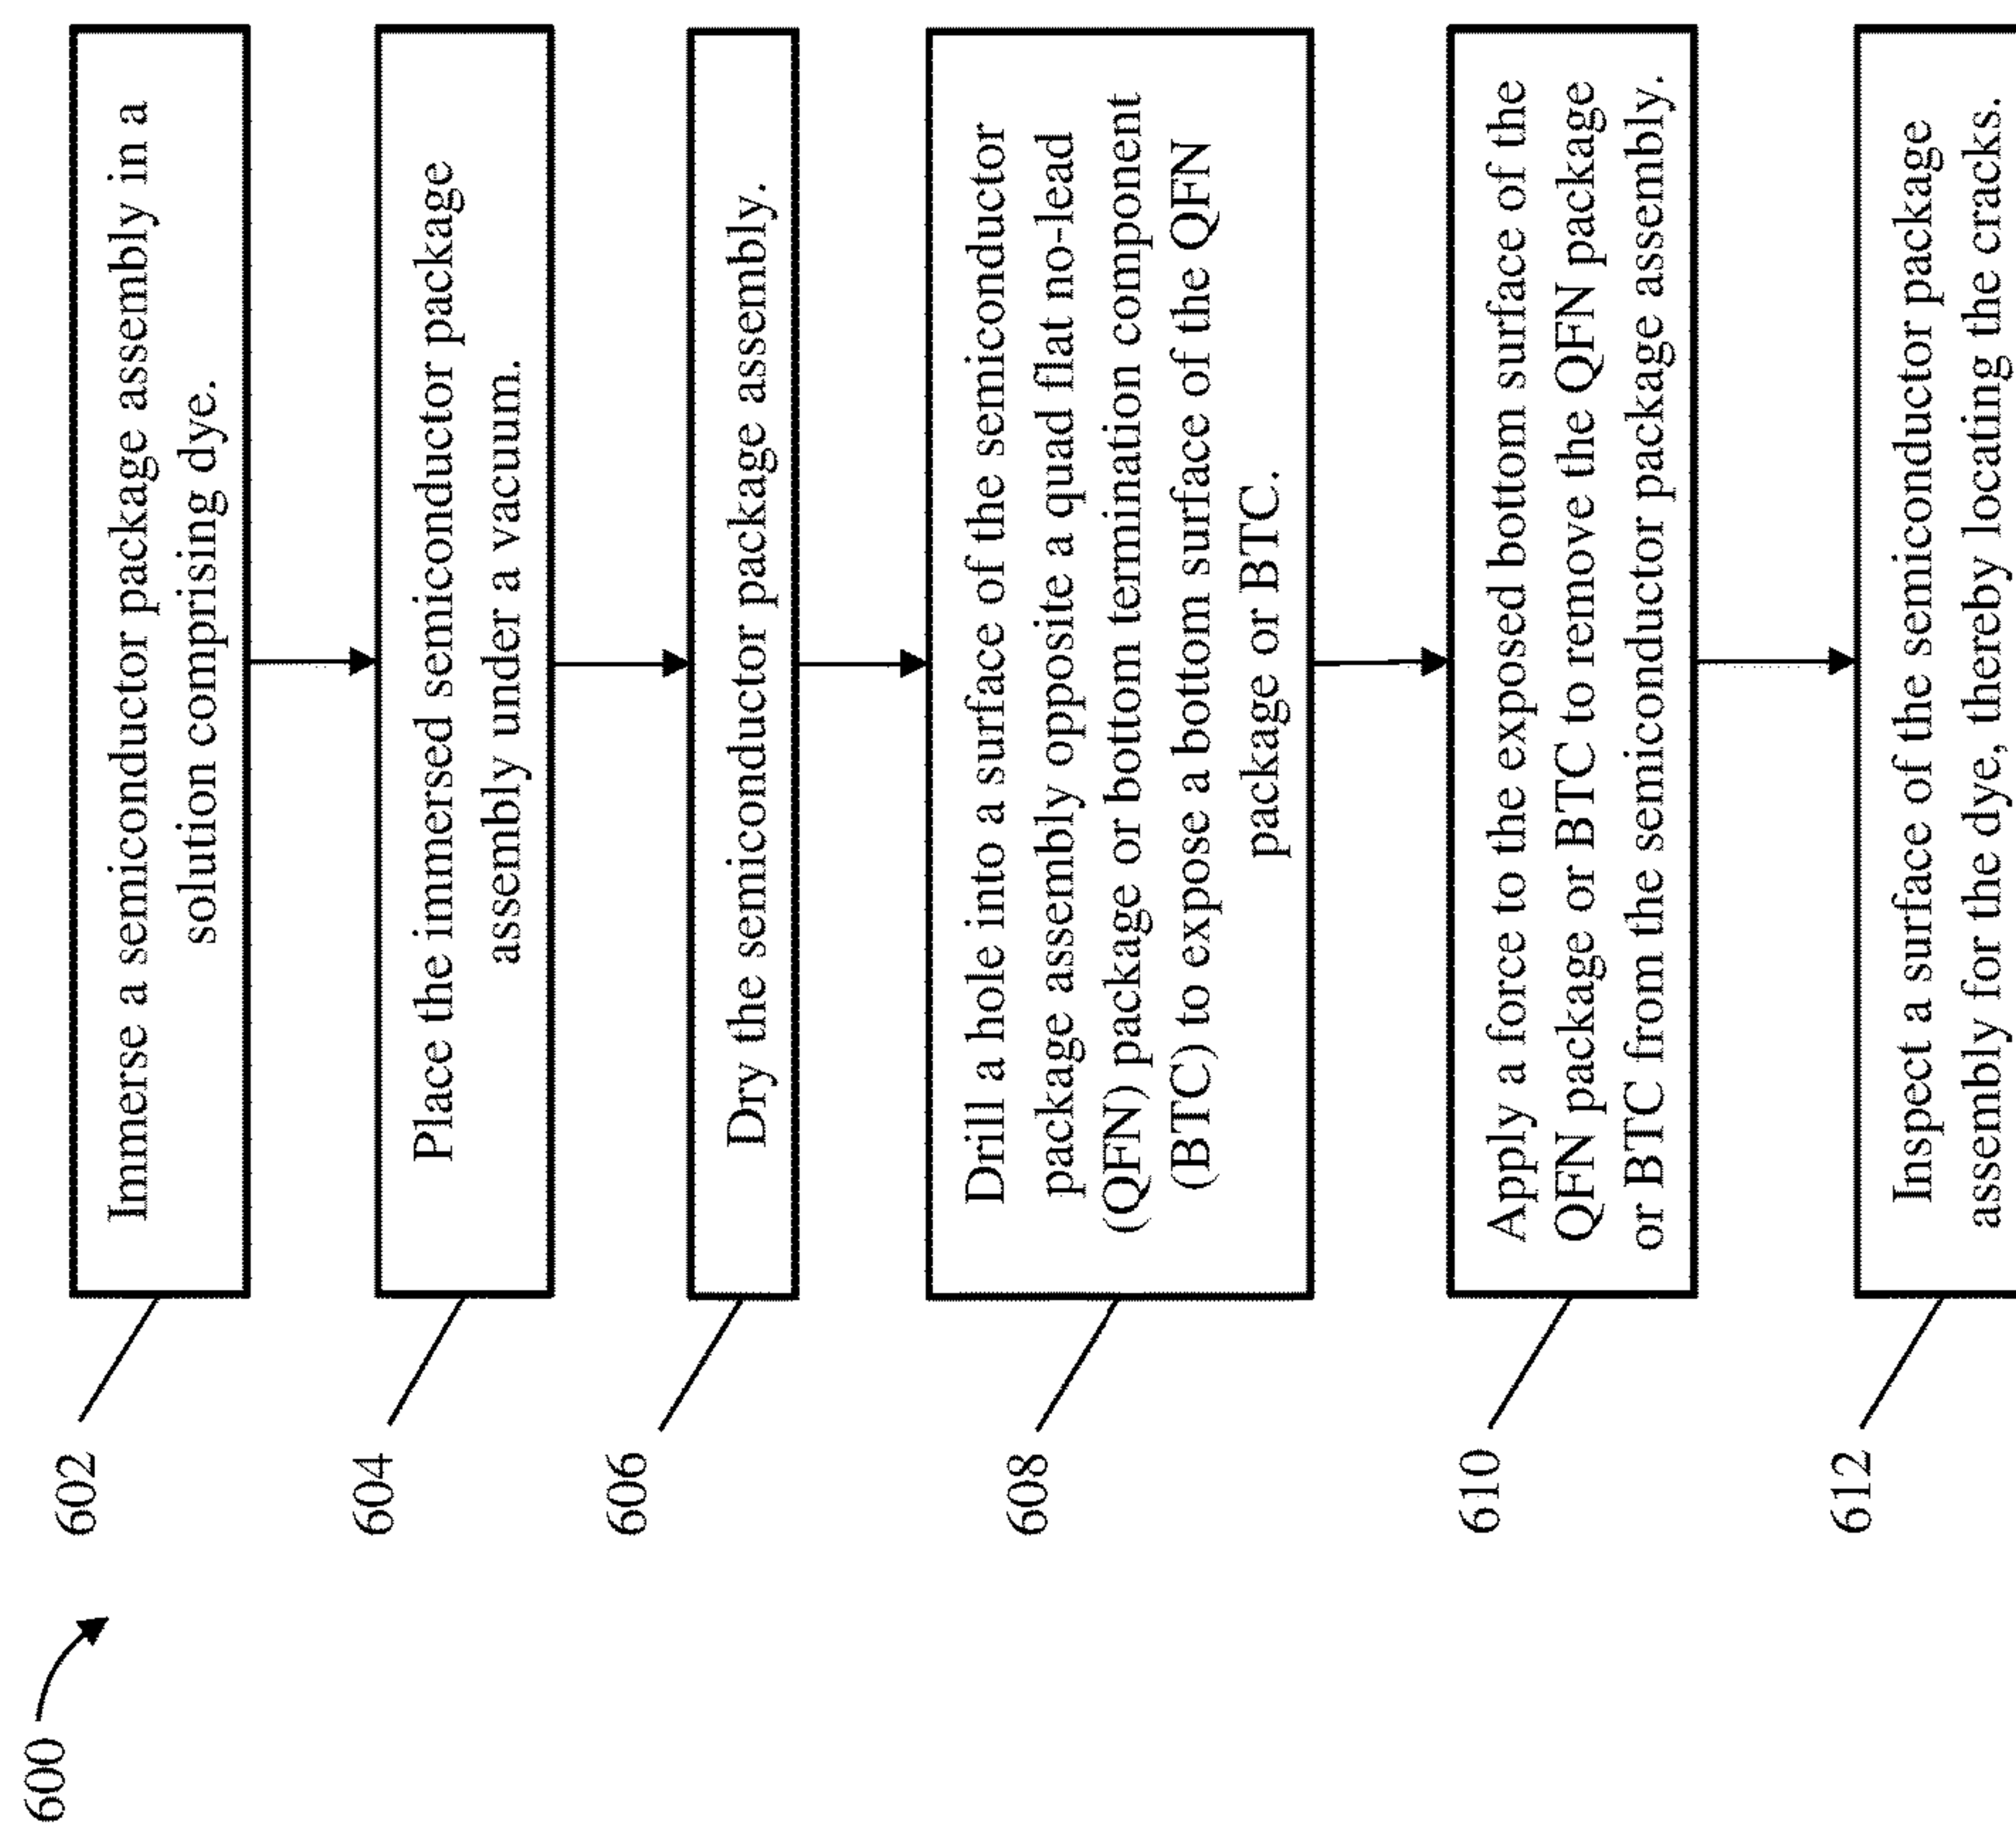 600
602
Immerse a semiconductor package assembly in a
solution comprising dye.
604
Place the immersed semiconductor package
assembly under a vacuum.
606
Dry the semiconductor package assembly.
608
Drill a hole into a surface of the semiconductor
package assembly opposite a quad flat no-lead
(QFN) package or bottom termination component
(BTC) to expose a bottom surface of the QFN
package or BTC.
610
Apply a force to the exposed bottom surface of the
QFN package or BTC to remove the QFN package
or BTC from the semiconductor package assembly.
612
Inspect a surface of the semiconductor package
assembly for the dye, thereby locating the cracks.